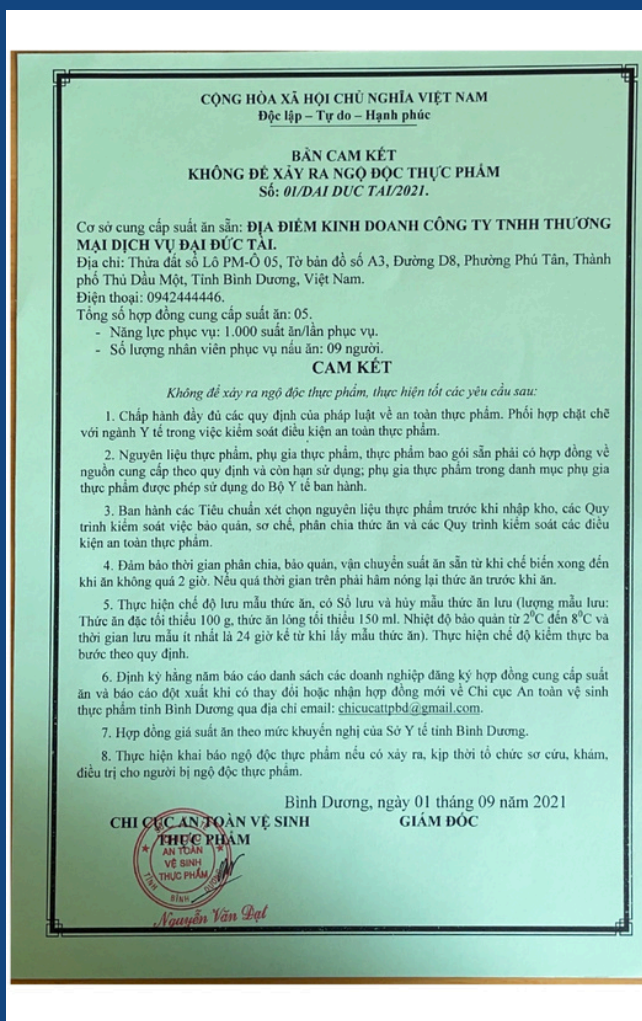 CỘNG HÒA XÃ HỘI CHỦ NGHĨA VIỆT NAM
Độc lập – Tự do – Hạnh phúc
BẢN CAM KẾT
KHÔNG ĐỂ XẢY RA NGỘ ĐỘC THỰC PHẨM
Số: 01/DAI DUC TAI/2021.
Cơ sở cung cấp suất ăn sẵn: ĐỊA ĐIỂM KINH DOANH CÔNG TY TNHH THƯƠNG
MẠI DỊCH VỤ ĐẠI ĐỨC TÀI.
Địa chỉ: Thửa đất số Lô PM-Ô 05, Tờ bản đồ số A3, Đường D8, Phường Phú Tân, Thành
phố Thủ Dầu Một, Tỉnh Bình Dương, Việt Nam.
Điện thoại: 0942444446.
Tổng số hợp đồng cung cấp suất ăn: 05.
- Năng lực phục vụ: 1.000 suất ăn/lần phục vụ.
- Số lượng nhân viên phục vụ nấu ăn: 09 người.
CAM KẾT
Không để xảy ra ngộ độc thực phẩm, thực hiện tốt các yêu cầu sau:
1. Chấp hành đầy đủ các quy định của pháp luật về an toàn thực phẩm. Phối hợp chặt chẽ
với ngành Y tế trong việc kiểm soát điều kiện an toàn thực phẩm.
2. Nguyên liệu thực phẩm, phụ gia thực phẩm, thực phẩm bao gói sẵn phải có hợp đồng về
nguồn cung cấp theo quy định và còn hạn sử dụng; phụ gia thực phẩm trong danh mục phụ gia
thực phẩm được phép sử dụng do Bộ Y tế ban hành.
3. Ban hành các Tiêu chuẩn xét chọn nguyên liệu thực phẩm trước khi nhập kho, các Quy
trình kiểm soát việc bảo quản, sơ chế, phân chia thức ăn và các Quy trình kiểm soát các điều
kiện an toàn thực phẩm.
4. Đảm bảo thời gian phân chia, bảo quản, vận chuyển suất ăn sẵn từ khi chế biến xong đến
khi ăn không quá 2 giờ. Nếu quá thời gian trên phải hâm nóng lại thức ăn trước khi ăn.
5. Thực hiện chế độ lưu mẫu thức ăn, có Sổ lưu và hủy mẫu thức ăn lưu (lượng mẫu lưu:
Thức ăn đặc tối thiểu 100 g, thức ăn lỏng tối thiểu 150 ml. Nhiệt độ bảo quản từ 2⁰C đến 8⁰C và
thời gian lưu mẫu ít nhất là 24 giờ kể từ khi lấy mẫu thức ăn). Thực hiện chế độ kiểm thực ba
bước theo quy định.
6. Định kỳ hằng năm báo cáo danh sách các doanh nghiệp đăng ký hợp đồng cung cấp suất
ăn và báo cáo đột xuất khi có thay đổi hoặc nhận hợp đồng mới về Chi cục An toàn vệ sinh
thực phẩm tỉnh Bình Dương qua địa chỉ email: chicucattpbd@gmail.com.
7. Hợp đồng giá suất ăn theo mức khuyến nghị của Sở Y tế tỉnh Bình Dương.
8. Thực hiện khai báo ngộ độc thực phẩm nếu có xảy ra, kịp thời tổ chức sơ cứu, khám,
điều trị cho người bị ngộ độc thực phẩm.
Bình Dương, ngày 01 tháng 09 năm 2021
CHI CỤC AN TOÀN VỆ SINH GIÁM ĐỐC
THỰC PHẨM
AN TOÀN
VỆ SINH
THỰC PHẨM
TỈNH BÌNH DƯƠNG
Nguyễn Văn Đạt